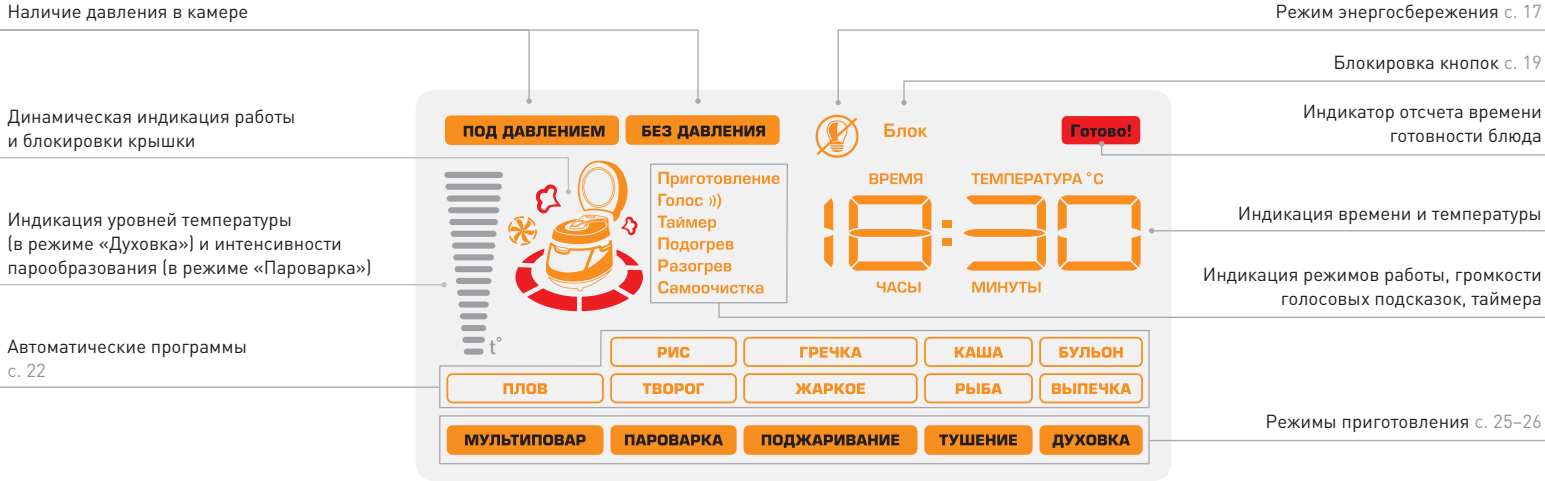 Наличие давления в камере
Режим энергосбережения с. 17
Блокировка кнопок с. 19
Динамическая индикация работы
и блокировки крышки
Индикатор отсчета времени
готовности блюда
ПОД ДАВЛЕНИЕМ
БЕЗ ДАВЛЕНИЯ
Блок
Готово!
Индикация уровней температуры
(в режиме «Духовка») и интенсивности
парообразования (в режиме «Пароварка»)
Приготовление
Голос
Таймер
Подогрев
Разогрев
Самоочистка
ВРЕМЯ
ТЕМПЕРАТУРА °C
18:30
ЧАСЫ
МИНУТЫ
Индикация времени и температуры
Индикация режимов работы, громкости
голосовых подсказок, таймера
t°
Автоматические программы
с. 22
РИС
ГРЕЧКА
КАША
БУЛЬОН
ПЛОВ
ТВОРОГ
ЖАРКОЕ
РЫБА
ВЫПЕЧКА
МУЛЬТИПОВАР
ПАРОВАРКА
ПОДЖАРИВАНИЕ
ТУШЕНИЕ
ДУХОВКА
Режимы приготовления с. 25–26